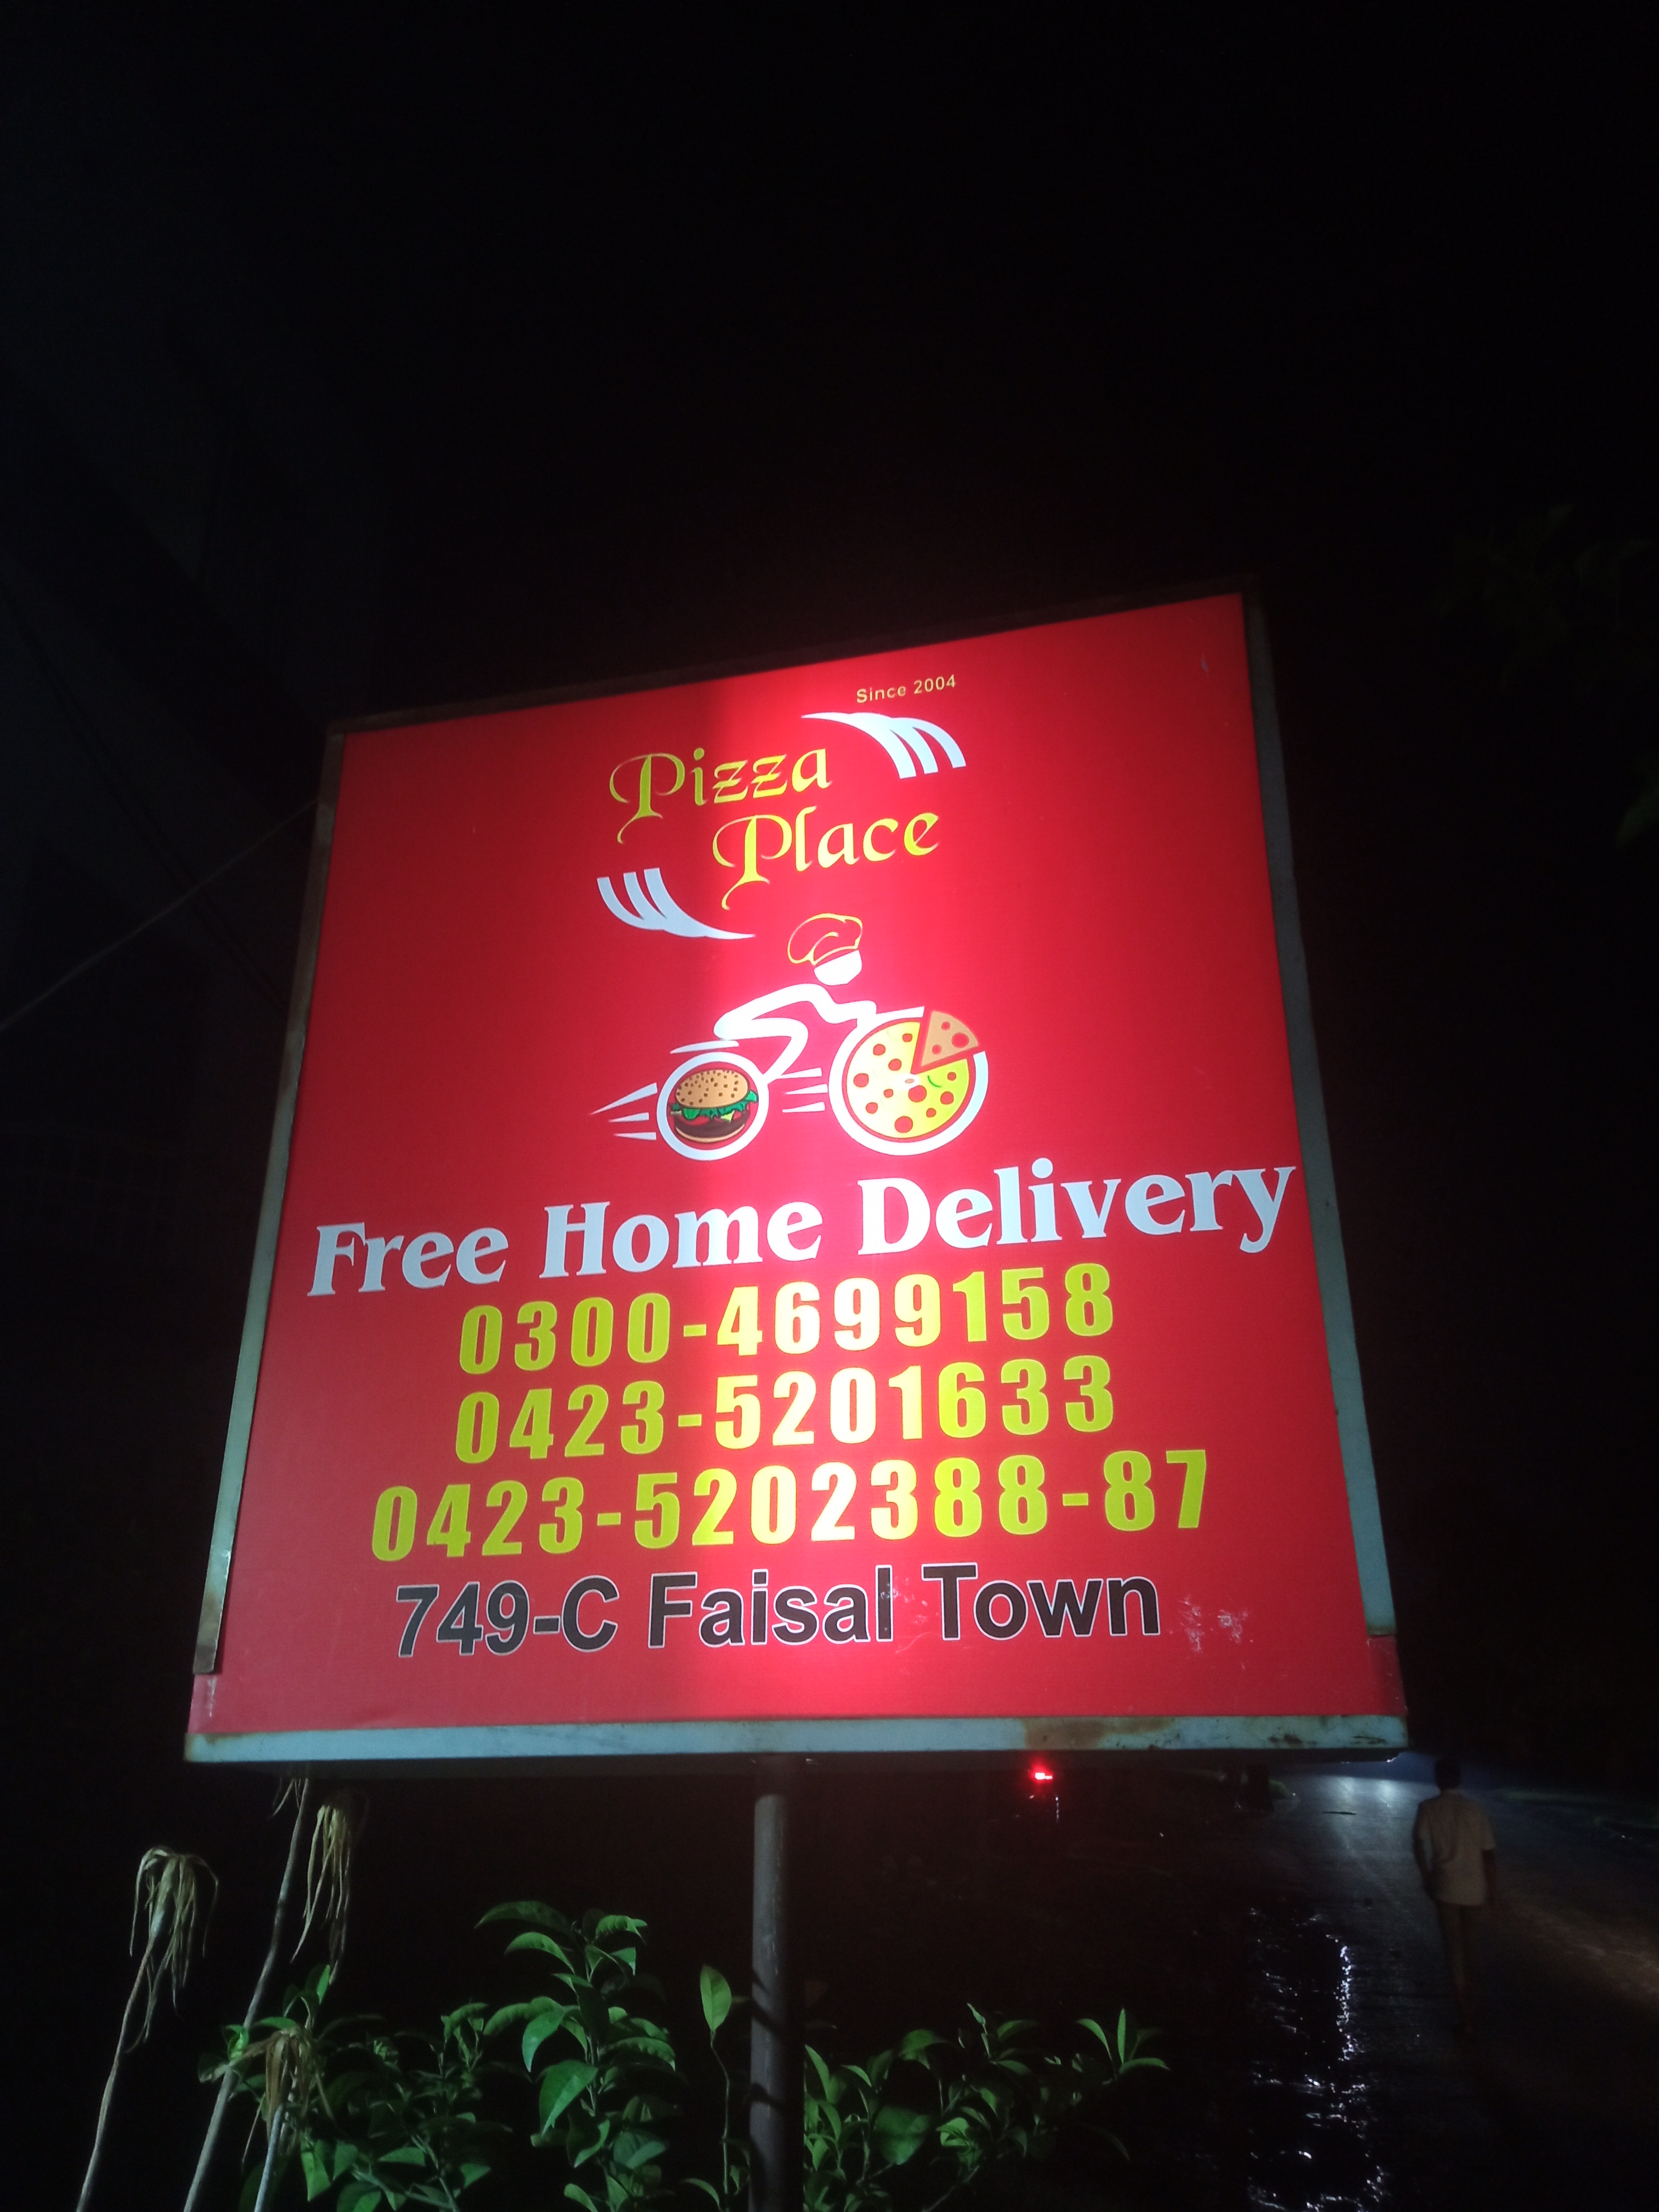 Since 2004
Pizza
Place
Free Home Delivery
0300-4699158
0423-5201633
0423-5202388-87
749-C Faisal Town